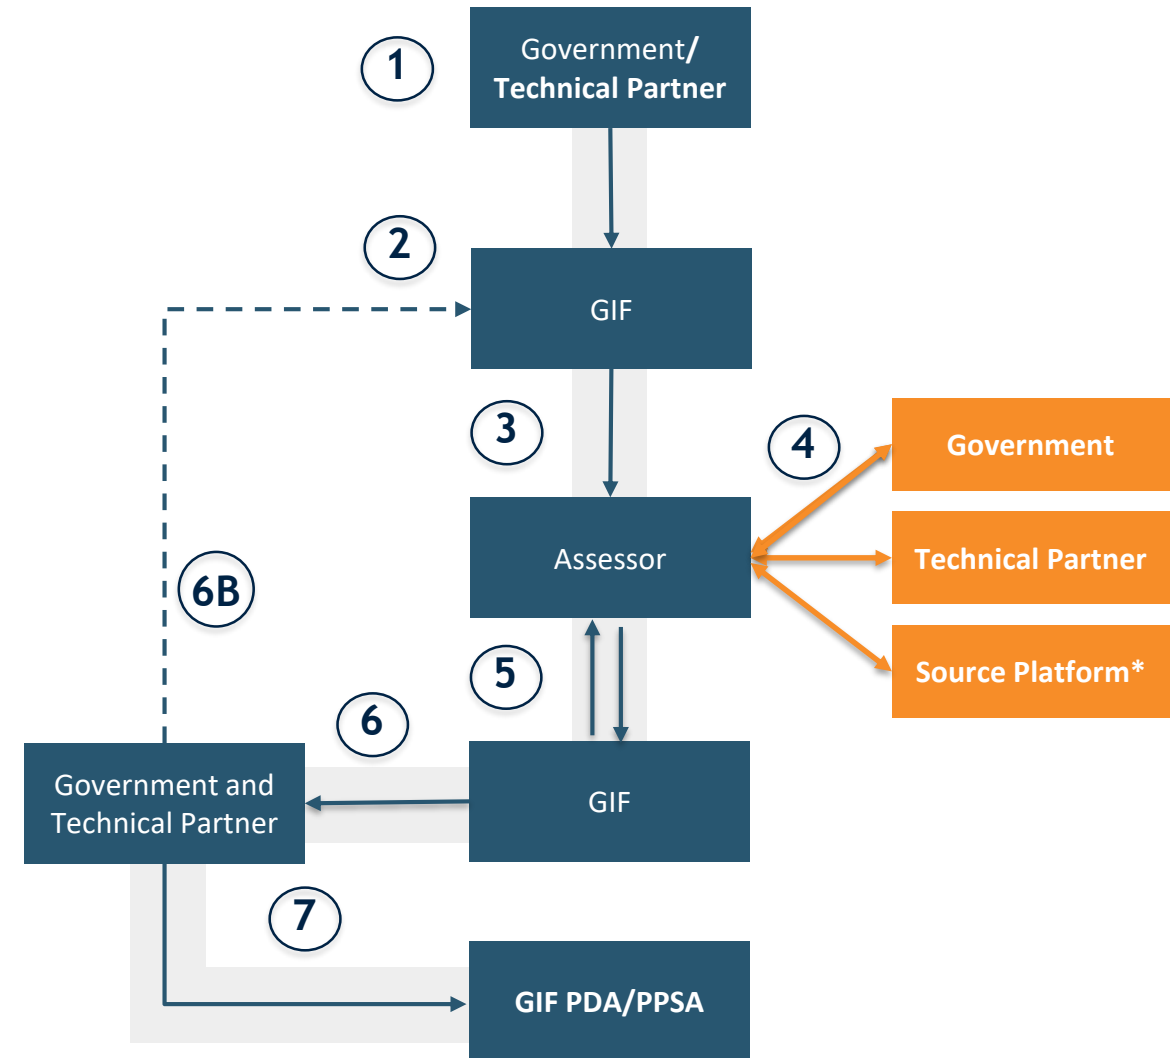 1
Government/
Technical Partner
2
GIF
3
4
Government
Assessor
Technical Partner
6B
5
Source Platform*
6
Government and
Technical Partner
GIF
7
GIF PDA/PPSA